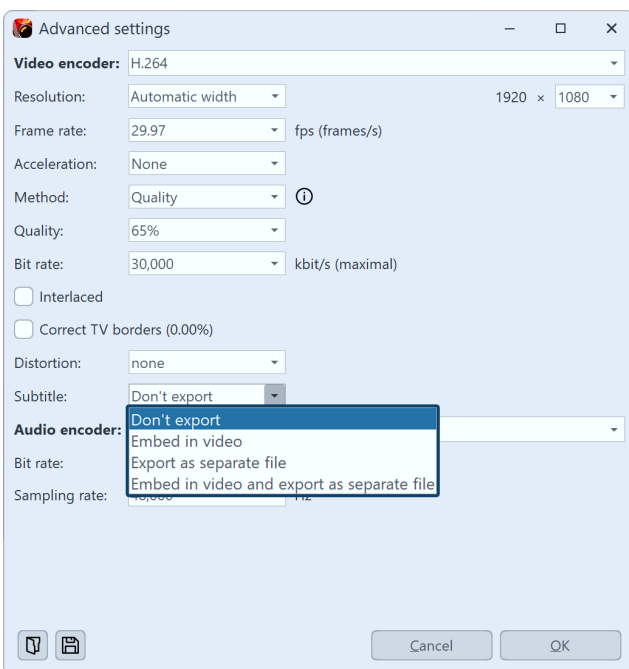 Advanced settings
Video encoder: H.264
Resolution: Automatic width 1920 × 1080
Frame rate: 29.97 fps (frames/s)
Acceleration: None
Method: Quality
Quality: 65%
Bit rate: 30,000 kbit/s (maximal)
Interlaced
Correct TV borders (0.00%)
Distortion: none
Subtitle: Don't export
Don't export
Audio encoder:
Embed in video
Bit rate: Export as separate file
Embed in video and export as separate file
Sampling rate:
Cancel OK